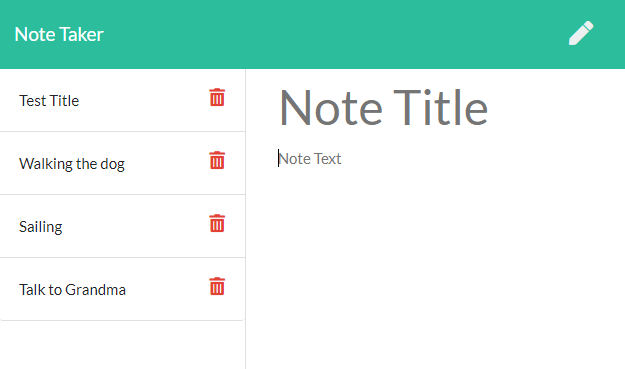 Note Taker
Test Title
Walking the dog
Sailing
Talk to Grandma
Note Title
Note Text